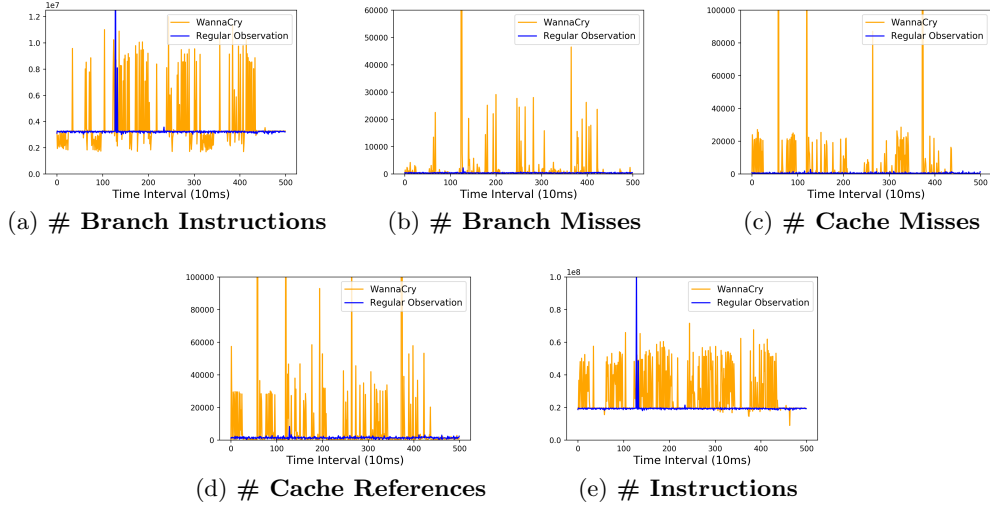 1e7
1.2
1.0
0.8
0.6
0.4
0.2
0.0
0 100 200 300 400 500
Time Interval (10ms)
WannaCry
Regular Observation
(a) # Branch Instructions
60000
50000
40000
30000
20000
10000
0
0 100 200 300 400 500
Time Interval (10ms)
WannaCry
Regular Observation
(b) # Branch Misses
100000
80000
60000
40000
20000
0
0 100 200 300 400 500
Time Interval (10ms)
WannaCry
Regular Observation
(c) # Cache Misses
100000
80000
60000
40000
20000
0
0 100 200 300 400 500
Time Interval (10ms)
WannaCry
Regular Observation
(d) # Cache References
1e8
1.0
0.8
0.6
0.4
0.2
0.0
0 100 200 300 400 500
Time Interval (10ms)
WannaCry
Regular Observation
(e) # Instructions